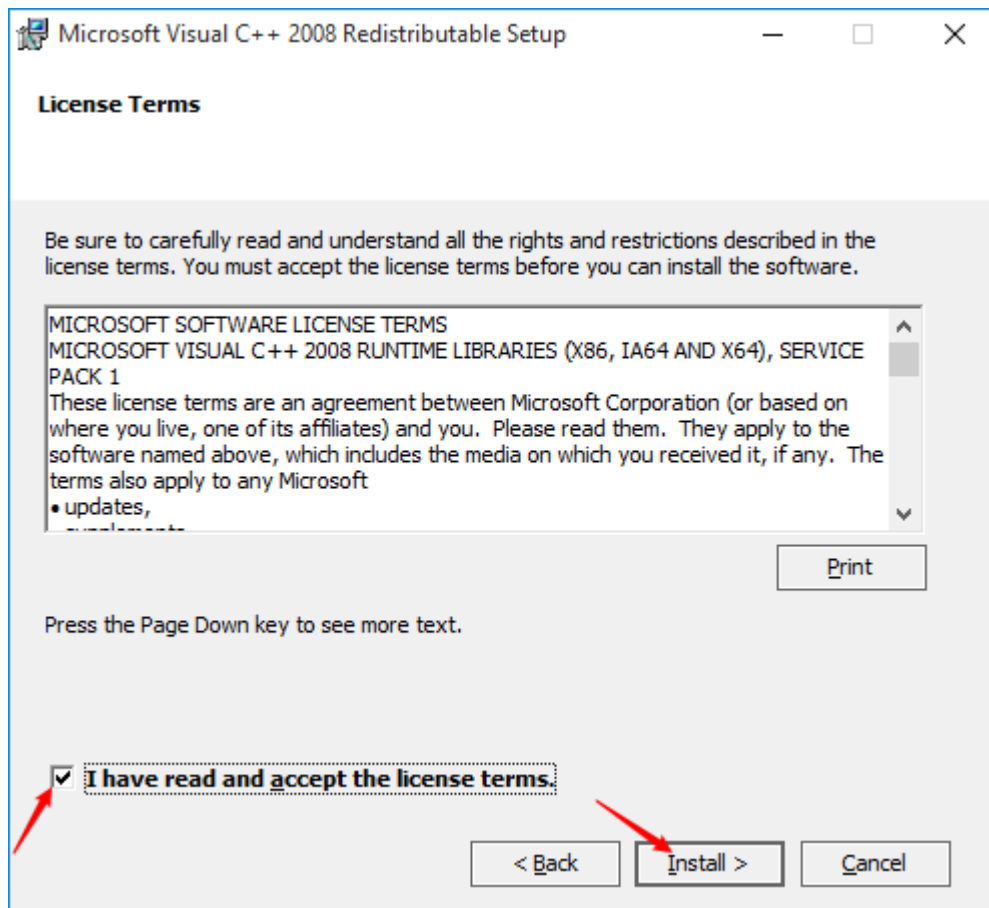 Microsoft Visual C++ 2008 Redistributable Setup
License Terms
Be sure to carefully read and understand all the rights and restrictions described in the
license terms. You must accept the license terms before you can install the software.
MICROSOFT SOFTWARE LICENSE TERMS
MICROSOFT VISUAL C++ 2008 RUNTIME LIBRARIES (X86, IA64 AND X64), SERVICE
PACK 1
These license terms are an agreement between Microsoft Corporation (or based on
where you live, one of its affiliates) and you.  Please read them.  They apply to the
software named above, which includes the media on which you received it, if any.  The
terms also apply to any Microsoft
• updates,
Print
Press the Page Down key to see more text.
I have read and accept the license terms.
< Back
Install >
Cancel